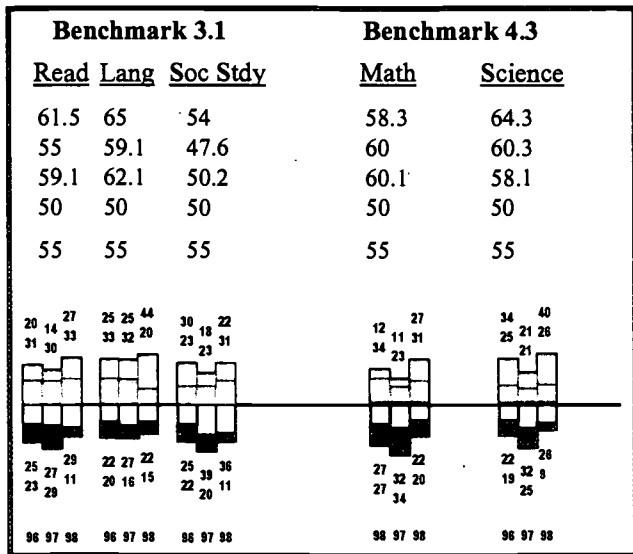 Benchmark 3.1 Benchmark 4.3
Read Lang Soc Stdy Math Science
61.5 65 54 58.3 64.3
55 59.1 47.6 60 60.3
59.1 62.1 50.2 60.1 58.1
50 50 50 50 50
55 55 55 55 55
20 14 27 25 25 44 30 18 22 12 11 27 34 21 40
31 30 33 33 32 20 23 23 31 34 23 31 25 21 26
25 27 29 22 27 22 25 39 36 27 32 22 22 32 26
23 29 11 20 16 15 22 20 11 27 34 20 19 25 9
96 97 98 96 97 98 96 97 98 98 97 98 96 97 98